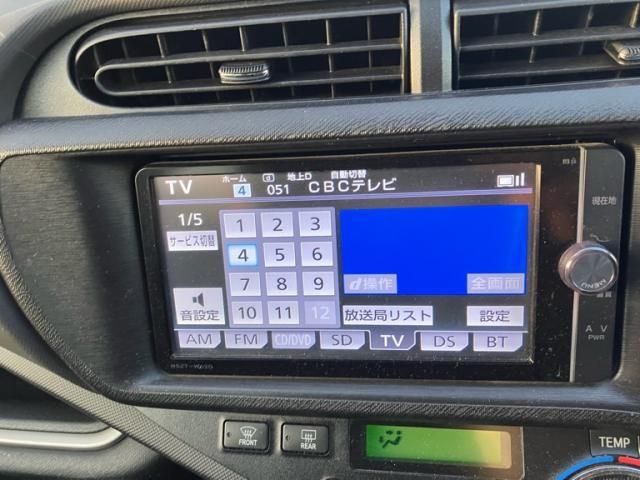 TV ホーム 4 d 地上D 051 自動切替 CBCテレビ
1/5
サービス切替
1 2 3
4 5 6
7 8 9
10 11 12
d操作 全画面
音設定 放送局リスト 設定
AM FM CD/DVD SD TV DS BT
現在地
MENU
AV
PWR
FRONT
REAR
TEMP